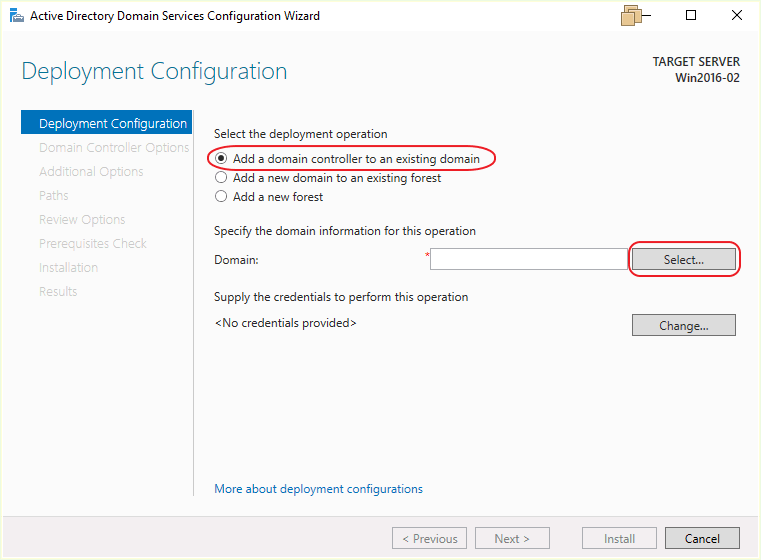 Active Directory Domain Services Configuration Wizard
Deployment Configuration
TARGET SERVER
Win2016-02
Deployment Configuration
Domain Controller Options
Additional Options
Paths
Review Options
Prerequisites Check
Installation
Results
Select the deployment operation
Add a domain controller to an existing domain
Add a new domain to an existing forest
Add a new forest
Specify the domain information for this operation
Domain: * Select...
Supply the credentials to perform this operation
<No credentials provided> Change...
More about deployment configurations
< Previous Next > Install Cancel